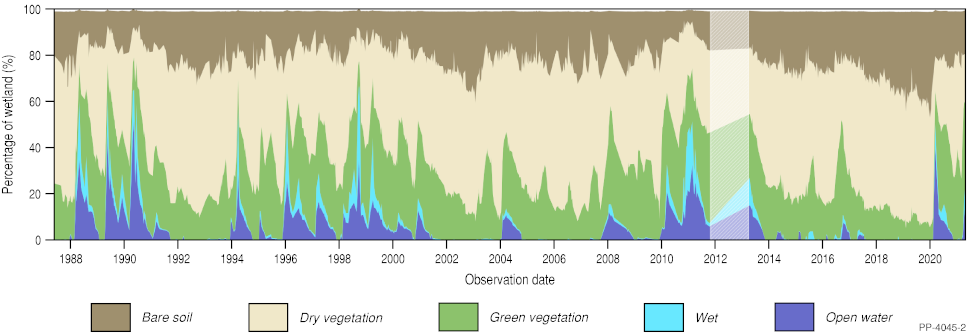 100
80
60
40
20
0
Percentage of wetland (%)
1988 1990 1992 1994 1996 1998 2000 2002 2004 2006 2008 2010 2012 2014 2016 2018 2020
Observation date
Bare soil Dry vegetation Green vegetation Wet Open water
PP-4045-2